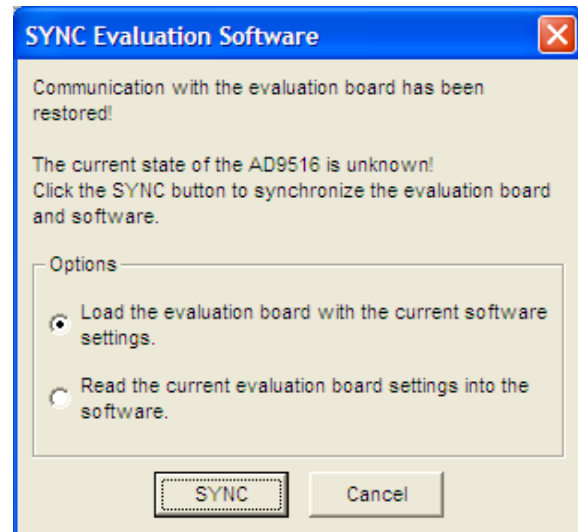 SYNC Evaluation Software
Communication with the evaluation board has been
restored!
The current state of the AD9516 is unknown!
Click the SYNC button to synchronize the evaluation board
and software.
Options
Load the evaluation board with the current software
settings.
Read the current evaluation board settings into the
software.
SYNC
Cancel